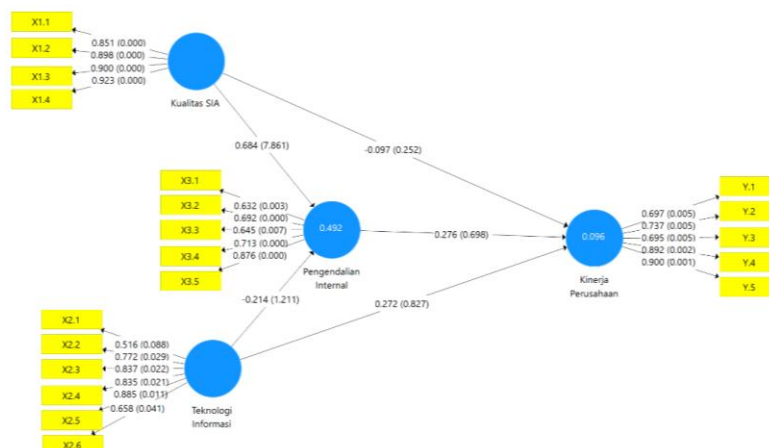 X1.1
X1.2
X1.3
X1.4
0.851 (0.000)
0.898 (0.000)
0.900 (0.000)
0.923 (0.000)
Kualitas SIA
0.684 (7.861)
-0.097 (0.252)
X3.1
X3.2
X3.3
X3.4
X3.5
0.632 (0.003)
0.692 (0.000)
0.645 (0.007)
0.713 (0.000)
0.876 (0.000)
0.492
Pengendalian
Internal
0.276 (0.698)
-0.214 (1.211)
0.272 (0.827)
0.096
Kinerja
Perusahaan
0.697 (0.005)
0.737 (0.005)
0.695 (0.005)
0.892 (0.002)
0.900 (0.001)
Y.1
Y.2
Y.3
Y.4
Y.5
X2.1
X2.2
X2.3
X2.4
X2.5
X2.6
0.516 (0.088)
0.772 (0.029)
0.837 (0.022)
0.835 (0.021)
0.885 (0.011)
0.658 (0.041)
Teknologi
Informasi